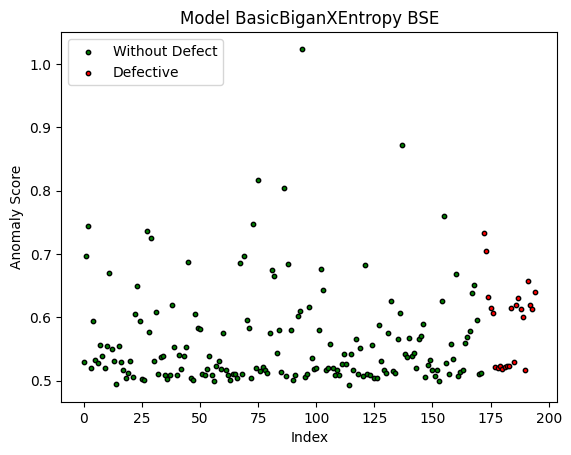 Model BasicBiganXEntropy BSE
Without Defect
Defective
1.0
0.9
0.8
0.7
0.6
0.5
Anomaly Score
0 25 50 75 100 125 150 175 200
Index